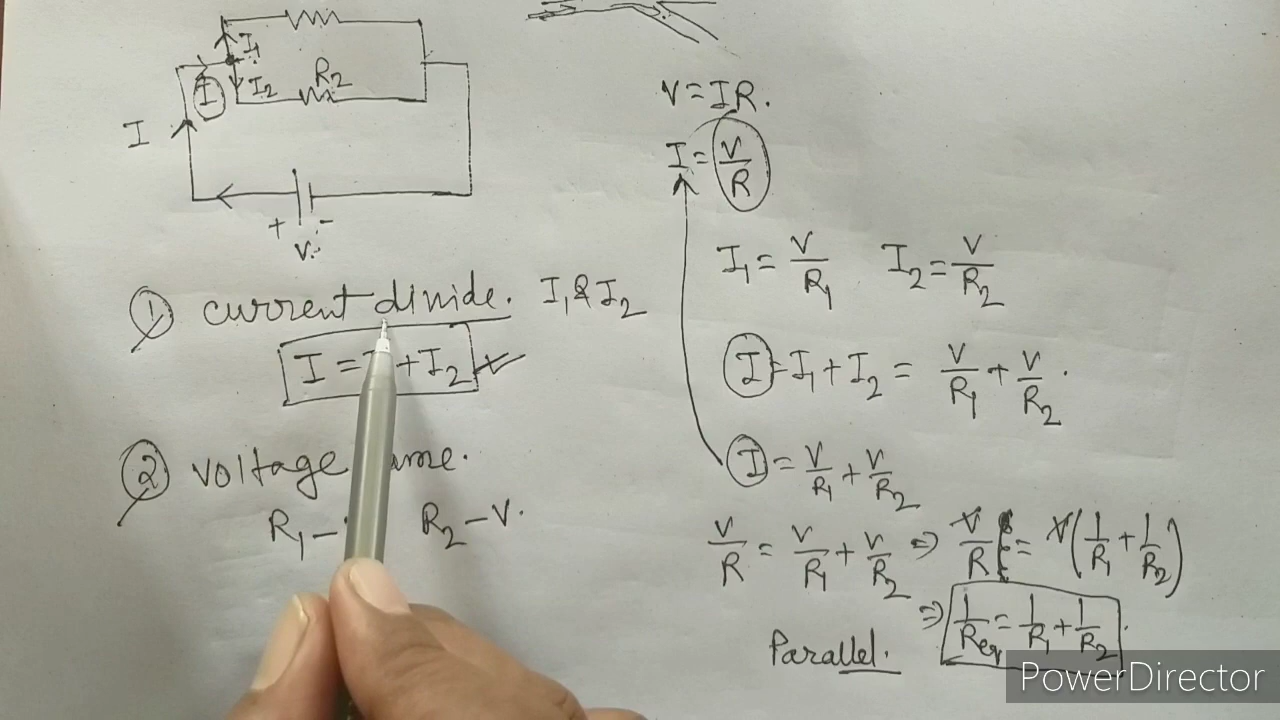 I₁
R₂
I I₂
I
+ -
V
① current divide. I₁ & I₂
I = +I₂
② voltage
R₁ - R₂ - V.
V = IR.
I = V/R
I₁ = V/R₁ I₂ = V/R₂
I = I₁ + I₂ = V/R₁ + V/R₂.
I = V/R₁ + V/R₂
V/R = V/R₁ + V/R₂ ⇒ V/R = V(1/R₁ + 1/R₂)
⇒ 1/Req = 1/R₁ + 1/R₂.
Parallel.
PowerDirector